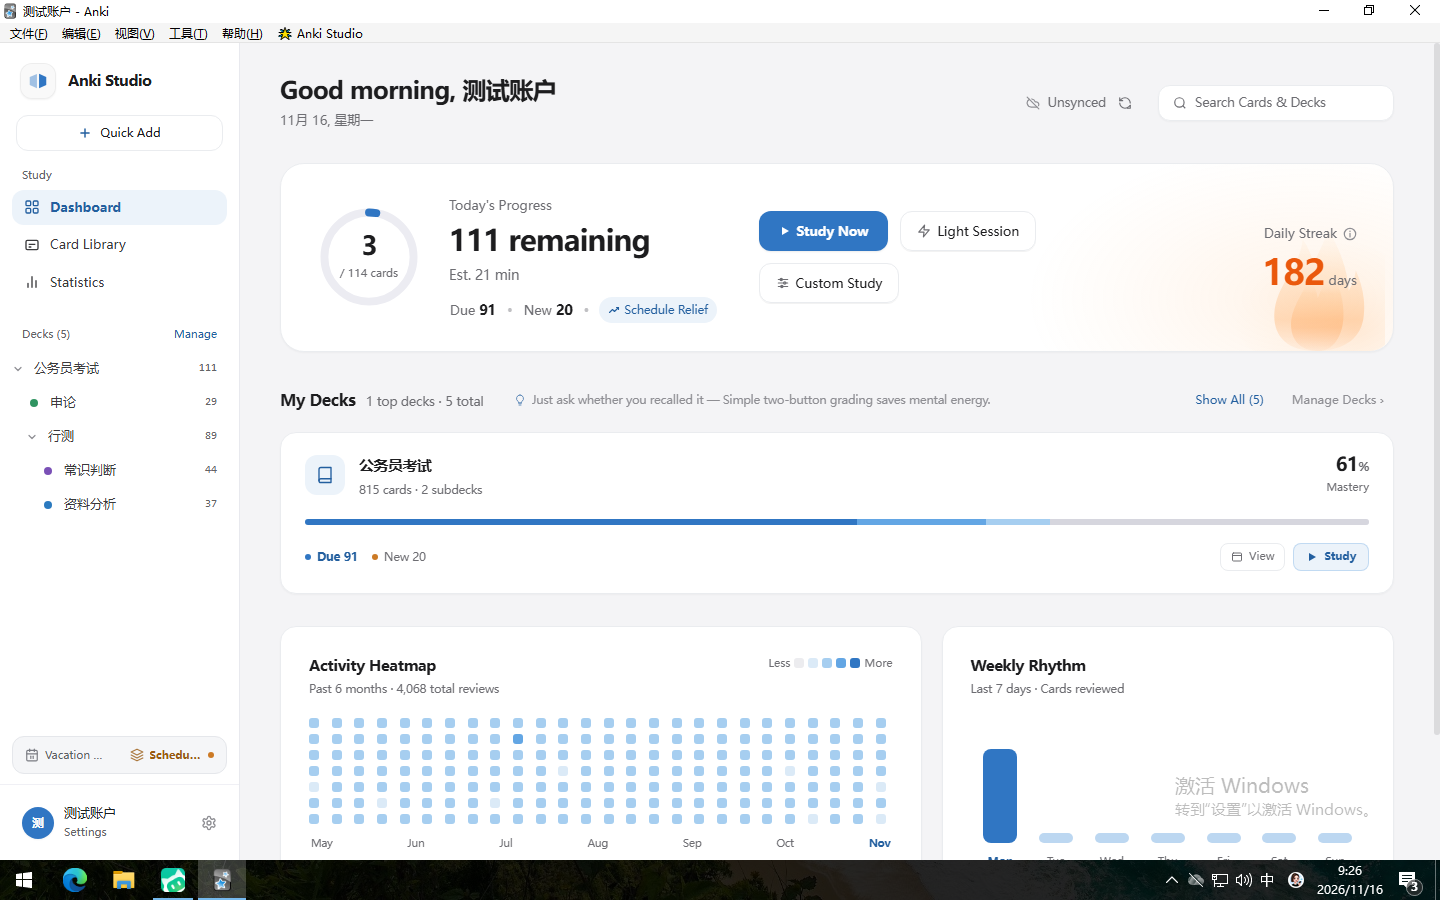 测试账户 - Anki
文件(F) 编辑(E) 视图(V) 工具(T) 帮助(H) Anki Studio
Anki Studio
Quick Add
Study
Dashboard
Card Library
Statistics
Decks (5) Manage
公务员考试 111
申论 29
行测 89
常识判断 44
资料分析 37
Vacation ... Schedu...
测 测试账户
Settings
Good morning, 测试账户
11月 16, 星期一
Unsynced
Search Cards & Decks
3
/ 114 cards
Today's Progress
111 remaining
Est. 21 min
Due 91 • New 20 • Schedule Relief
Study Now Light Session
Custom Study
Daily Streak
182 days
My Decks 1 top decks · 5 total Just ask whether you recalled it — Simple two-button grading saves mental energy. Show All (5) Manage Decks ›
公务员考试
815 cards · 2 subdecks
61%
Mastery
Due 91 New 20 View Study
Activity Heatmap
Past 6 months · 4,068 total reviews
Less More
May Jun Jul Aug Sep Oct Nov
Weekly Rhythm
Last 7 days · Cards reviewed
Mon Tue Wed Thu Fri Sat Sun
激活 Windows
转到"设置"以激活 Windows。
中
9:26
2026/11/16
3